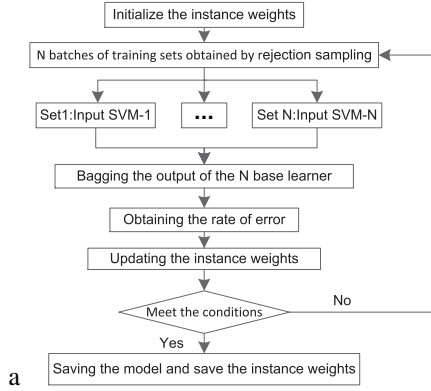 Initialize the instance weights
N batches of training sets obtained by rejection sampling
Set1:Input SVM-1
...
Set N:Input SVM-N
Bagging the output of the N base learner
Obtaining the rate of error
Updating the instance weights
Meet the conditions
No
Yes
Saving the model and save the instance weights
a